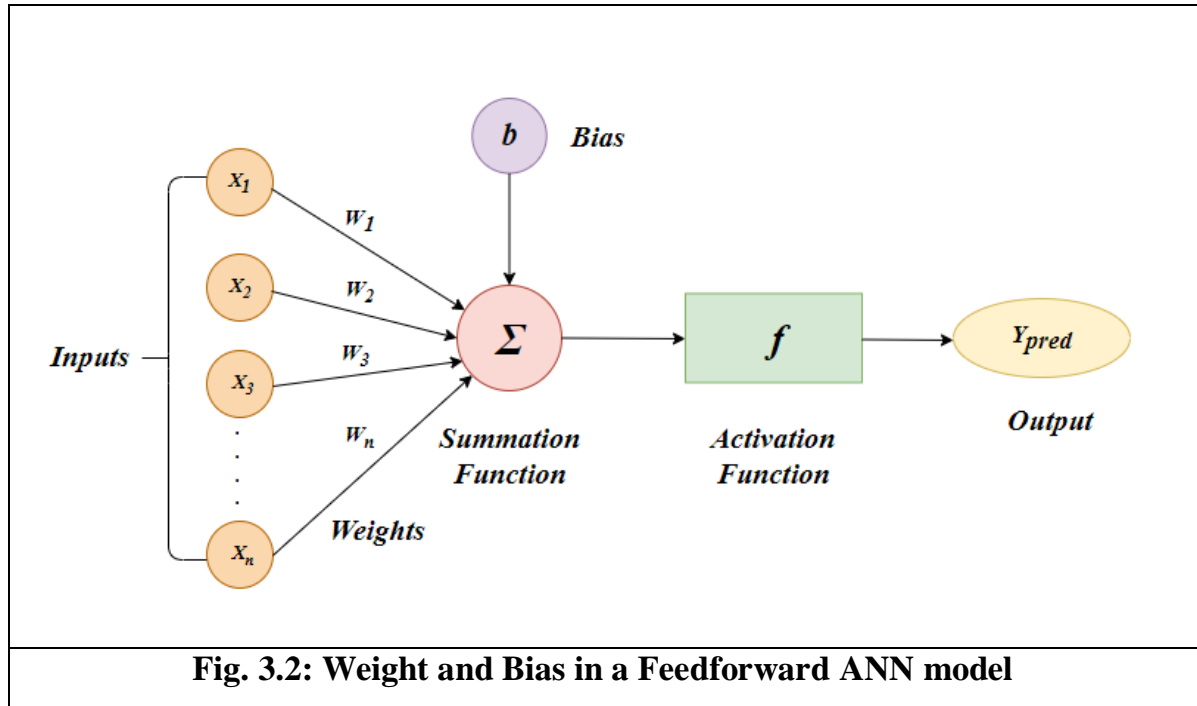 b
Bias
X1
W1
X2
W2
Inputs
W3
X3
Σ
f
Ypred
Wn
Summation
Function
Activation
Function
Output
Weights
Xn
Fig. 3.2: Weight and Bias in a Feedforward ANN model